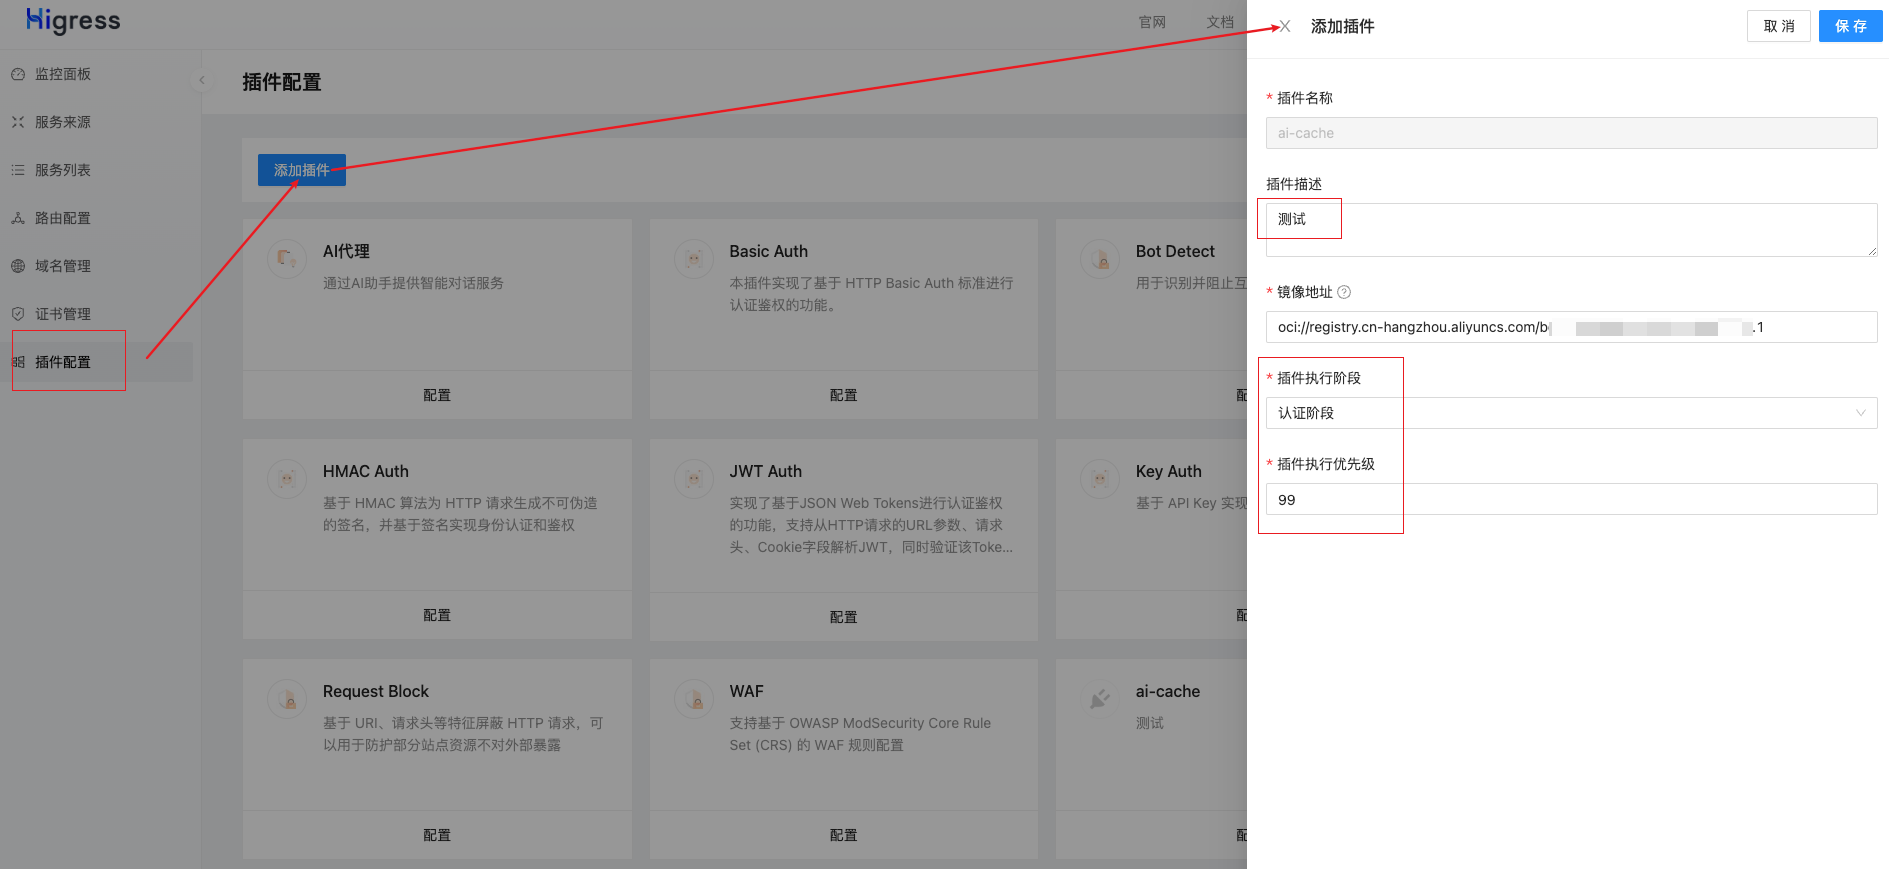 Higress
官网
文档
监控面板
服务来源
服务列表
路由配置
域名管理
证书管理
插件配置
插件配置
添加插件
AI代理
通过AI助手提供智能对话服务
配置
Basic Auth
本插件实现了基于 HTTP Basic Auth 标准进行
认证鉴权的功能。
配置
Bot Detect
用于识别并阻止互
HMAC Auth
基于 HMAC 算法为 HTTP 请求生成不可伪造
的签名，并基于签名实现身份认证和鉴权
配置
JWT Auth
实现了基于JSON Web Tokens进行认证鉴权
的功能，支持从HTTP请求的URL参数、请求
头、Cookie字段解析JWT，同时验证该Toke...
配置
Key Auth
基于 API Key 实现
Request Block
基于 URI、请求头等特征屏蔽 HTTP 请求，可
以用于防护部分站点资源不对外部暴露
配置
WAF
支持基于 OWASP ModSecurity Core Rule
Set (CRS) 的 WAF 规则配置
配置
ai-cache
测试
添加插件
取 消
保 存
* 插件名称
ai-cache
插件描述
测试
* 镜像地址
oci://registry.cn-hangzhou.aliyuncs.com/b .1
* 插件执行阶段
认证阶段
* 插件执行优先级
99